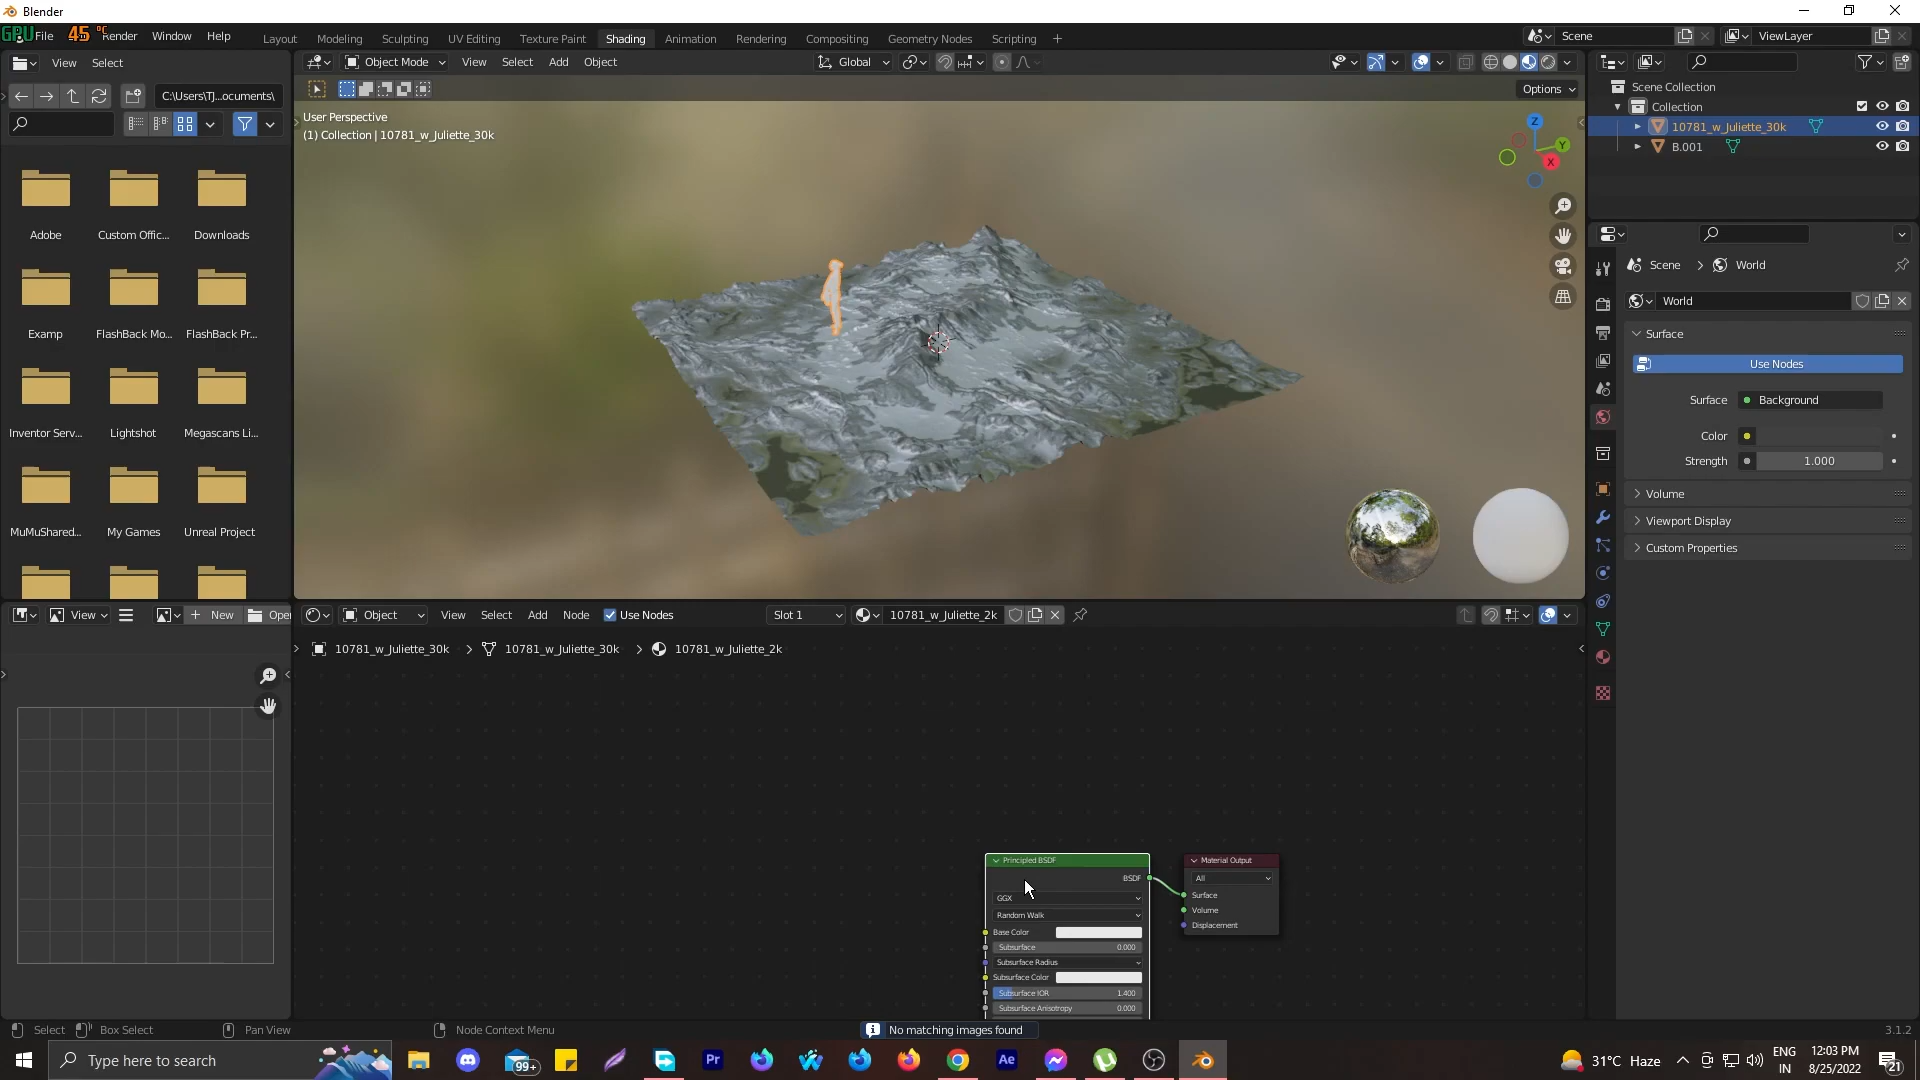 Blender
GPU 45 °C
File Render Window Help
Layout Modeling Sculpting UV Editing Texture Paint Shading Animation Rendering Compositing Geometry Nodes Scripting +
Scene
ViewLayer
View Select
Object Mode View Select Add Object
Global
C:\Users\TJ...ocuments\
Options
User Perspective
(1) Collection | 10781_w_Juliette_30k
Z
Y
X
Scene Collection
Collection
10781_w_Juliette_30k
B.001
Adobe
Custom Offic...
Downloads
Examp
FlashBack Mo...
FlashBack Pr...
Inventor Serv...
Lightshot
Megascans Li...
MuMuShared...
My Games
Unreal Project
Scene > World
World
Surface
Use Nodes
Surface Background
Color
Strength 1.000
Volume
Viewport Display
Custom Properties
View New Open
Object View Select Add Node Use Nodes
Slot 1
10781_w_Juliette_2k
10781_w_Juliette_30k > 10781_w_Juliette_30k > 10781_w_Juliette_2k
Principled BSDF
BSDF
GGX
Random Walk
Base Color
Subsurface 0.000
Subsurface Radius
Subsurface Color
Subsurface IOR 1.400
Subsurface Anisotropy 0.000
Material Output
All
Surface
Volume
Displacement
Select Box Select Pan View Node Context Menu
No matching images found
3.1.2
Type here to search
99+
Pr
Ae
31°C Haze
ENG
IN
12:03 PM
8/25/2022
21